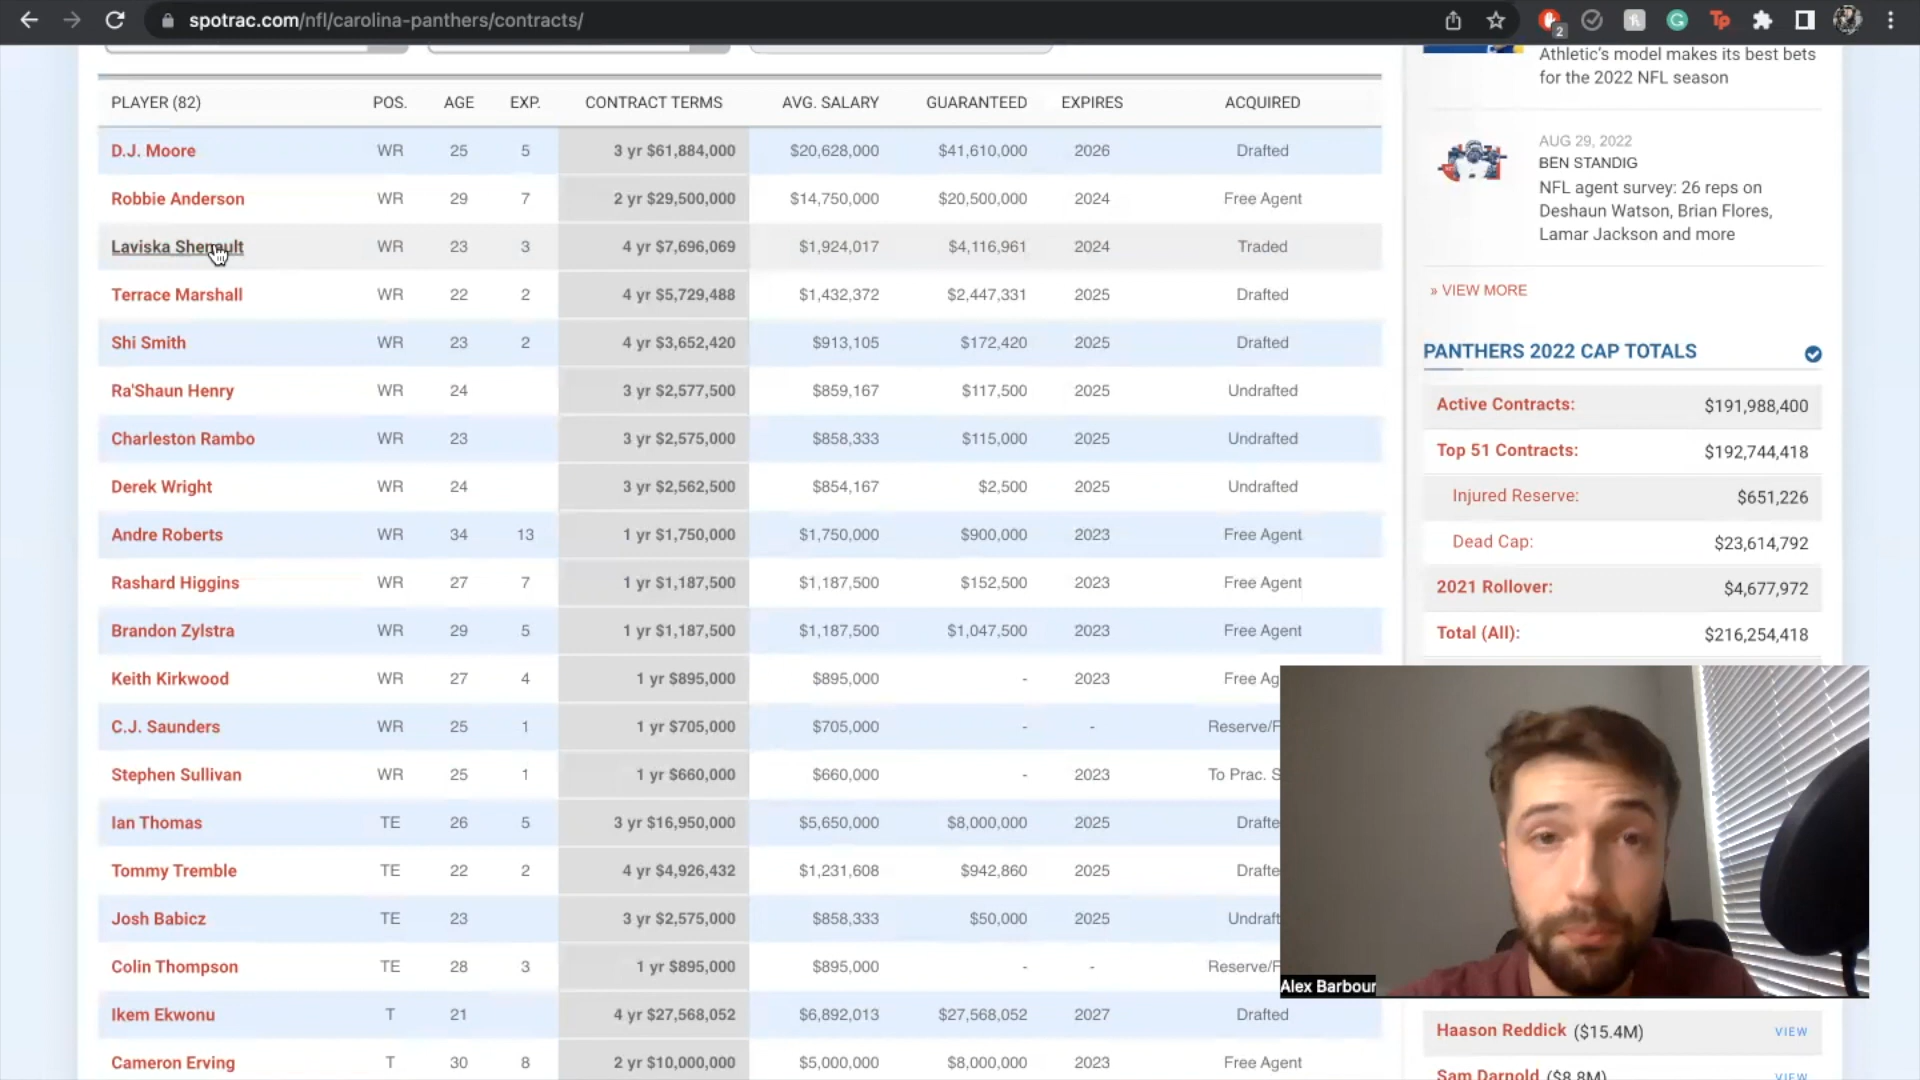 spotrac.com/nfl/carolina-panthers/contracts/
2
PLAYER (82) POS. AGE EXP. CONTRACT TERMS AVG. SALARY GUARANTEED EXPIRES ACQUIRED
D.J. Moore WR 25 5 3 yr $61,884,000 $20,628,000 $41,610,000 2026 Drafted
Robbie Anderson WR 29 7 2 yr $29,500,000 $14,750,000 $20,500,000 2024 Free Agent
Laviska Shenault WR 23 3 4 yr $7,696,069 $1,924,017 $4,116,961 2024 Traded
Terrace Marshall WR 22 2 4 yr $5,729,488 $1,432,372 $2,447,331 2025 Drafted
Shi Smith WR 23 2 4 yr $3,652,420 $913,105 $172,420 2025 Drafted
Ra'Shaun Henry WR 24 3 yr $2,577,500 $859,167 $117,500 2025 Undrafted
Charleston Rambo WR 23 3 yr $2,575,000 $858,333 $115,000 2025 Undrafted
Derek Wright WR 24 3 yr $2,562,500 $854,167 $2,500 2025 Undrafted
Andre Roberts WR 34 13 1 yr $1,750,000 $1,750,000 $900,000 2023 Free Agent
Rashard Higgins WR 27 7 1 yr $1,187,500 $1,187,500 $152,500 2023 Free Agent
Brandon Zylstra WR 29 5 1 yr $1,187,500 $1,187,500 $1,047,500 2023 Free Agent
Keith Kirkwood WR 27 4 1 yr $895,000 $895,000 - 2023 Free Ag
C.J. Saunders WR 25 1 1 yr $705,000 $705,000 - - Reserve/F
Stephen Sullivan WR 25 1 1 yr $660,000 $660,000 - 2023 To Prac. S
Ian Thomas TE 26 5 3 yr $16,950,000 $5,650,000 $8,000,000 2025 Drafte
Tommy Tremble TE 22 2 4 yr $4,926,432 $1,231,608 $942,860 2025 Drafte
Josh Babicz TE 23 3 yr $2,575,000 $858,333 $50,000 2025 Undraft
Colin Thompson TE 28 3 1 yr $895,000 $895,000 - - Reserve/F
Ikem Ekwonu T 21 4 yr $27,568,052 $6,892,013 $27,568,052 2027 Drafted
Cameron Erving T 30 8 2 yr $10,000,000 $5,000,000 $8,000,000 2023 Free Agent
Athletic's model makes its best bets
for the 2022 NFL season
AUG 29, 2022
BEN STANDIG
NFL agent survey: 26 reps on
Deshaun Watson, Brian Flores,
Lamar Jackson and more
» VIEW MORE
PANTHERS 2022 CAP TOTALS
Active Contracts: $191,988,400
Top 51 Contracts: $192,744,418
Injured Reserve: $651,226
Dead Cap: $23,614,792
2021 Rollover: $4,677,972
Total (All): $216,254,418
Alex Barbour
Haason Reddick ($15.4M) VIEW
Sam Darnold ($8.8M) VIEW